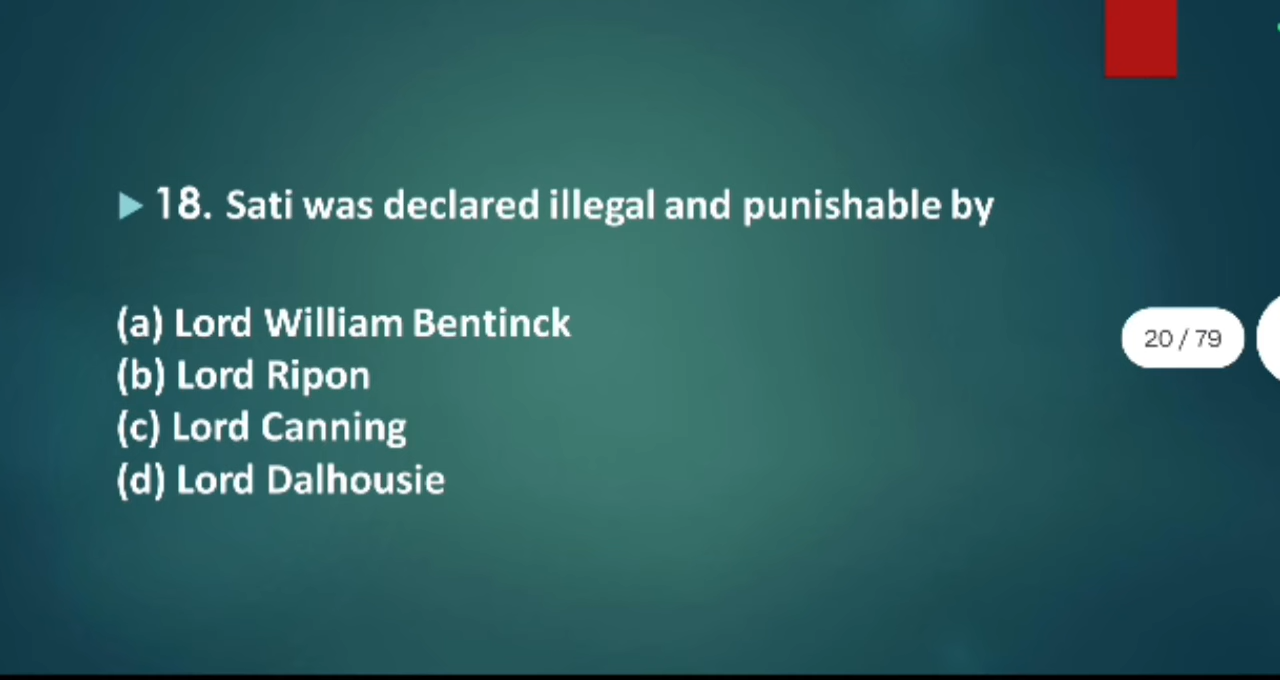 18. Sati was declared illegal and punishable by
(a) Lord William Bentinck
(b) Lord Ripon
20 / 79
(c) Lord Canning
(d) Lord Dalhousie